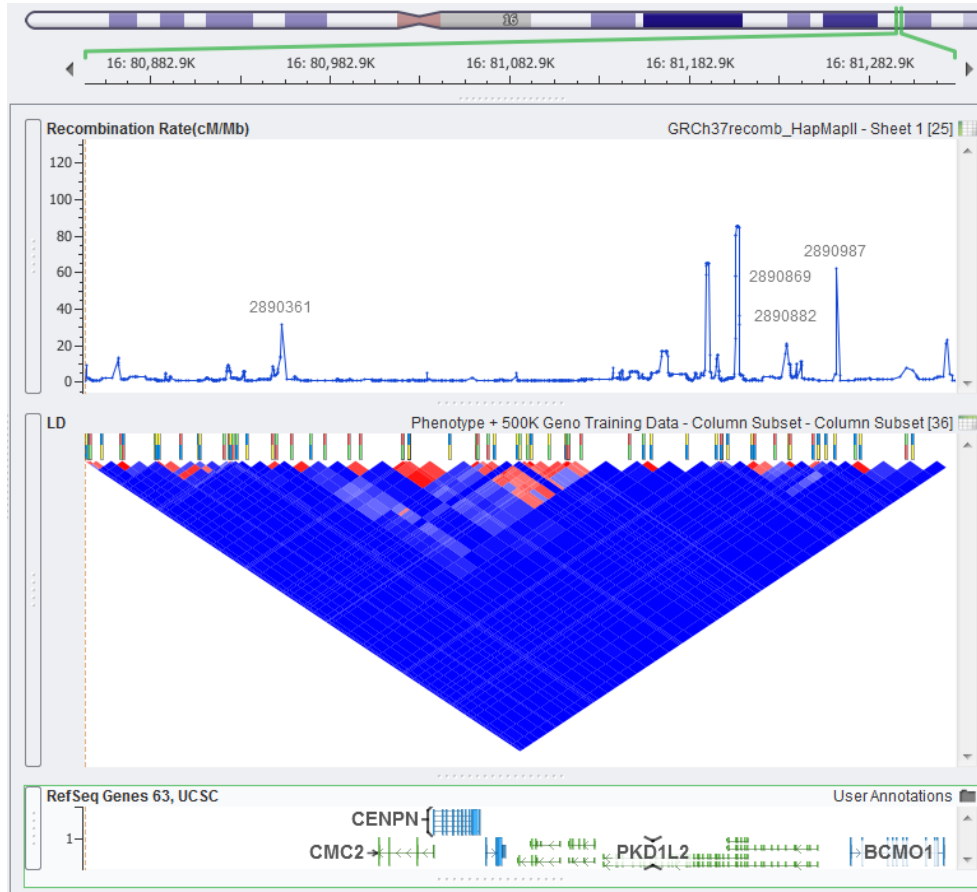 16
16: 80,882.9K 16: 80,982.9K 16: 81,082.9K 16: 81,182.9K 16: 81,282.9K
Recombination Rate(cM/Mb) GRCh37recomb_HapMapII - Sheet 1 [25]
120
100
80
60
40
20
0
2890987
2890869
2890361
2890882
LD Phenotype + 500K Geno Training Data - Column Subset - Column Subset [36]
RefSeq Genes 63, UCSC User Annotations
CENPN
1
CMC2 PKD1L2 BCMO1